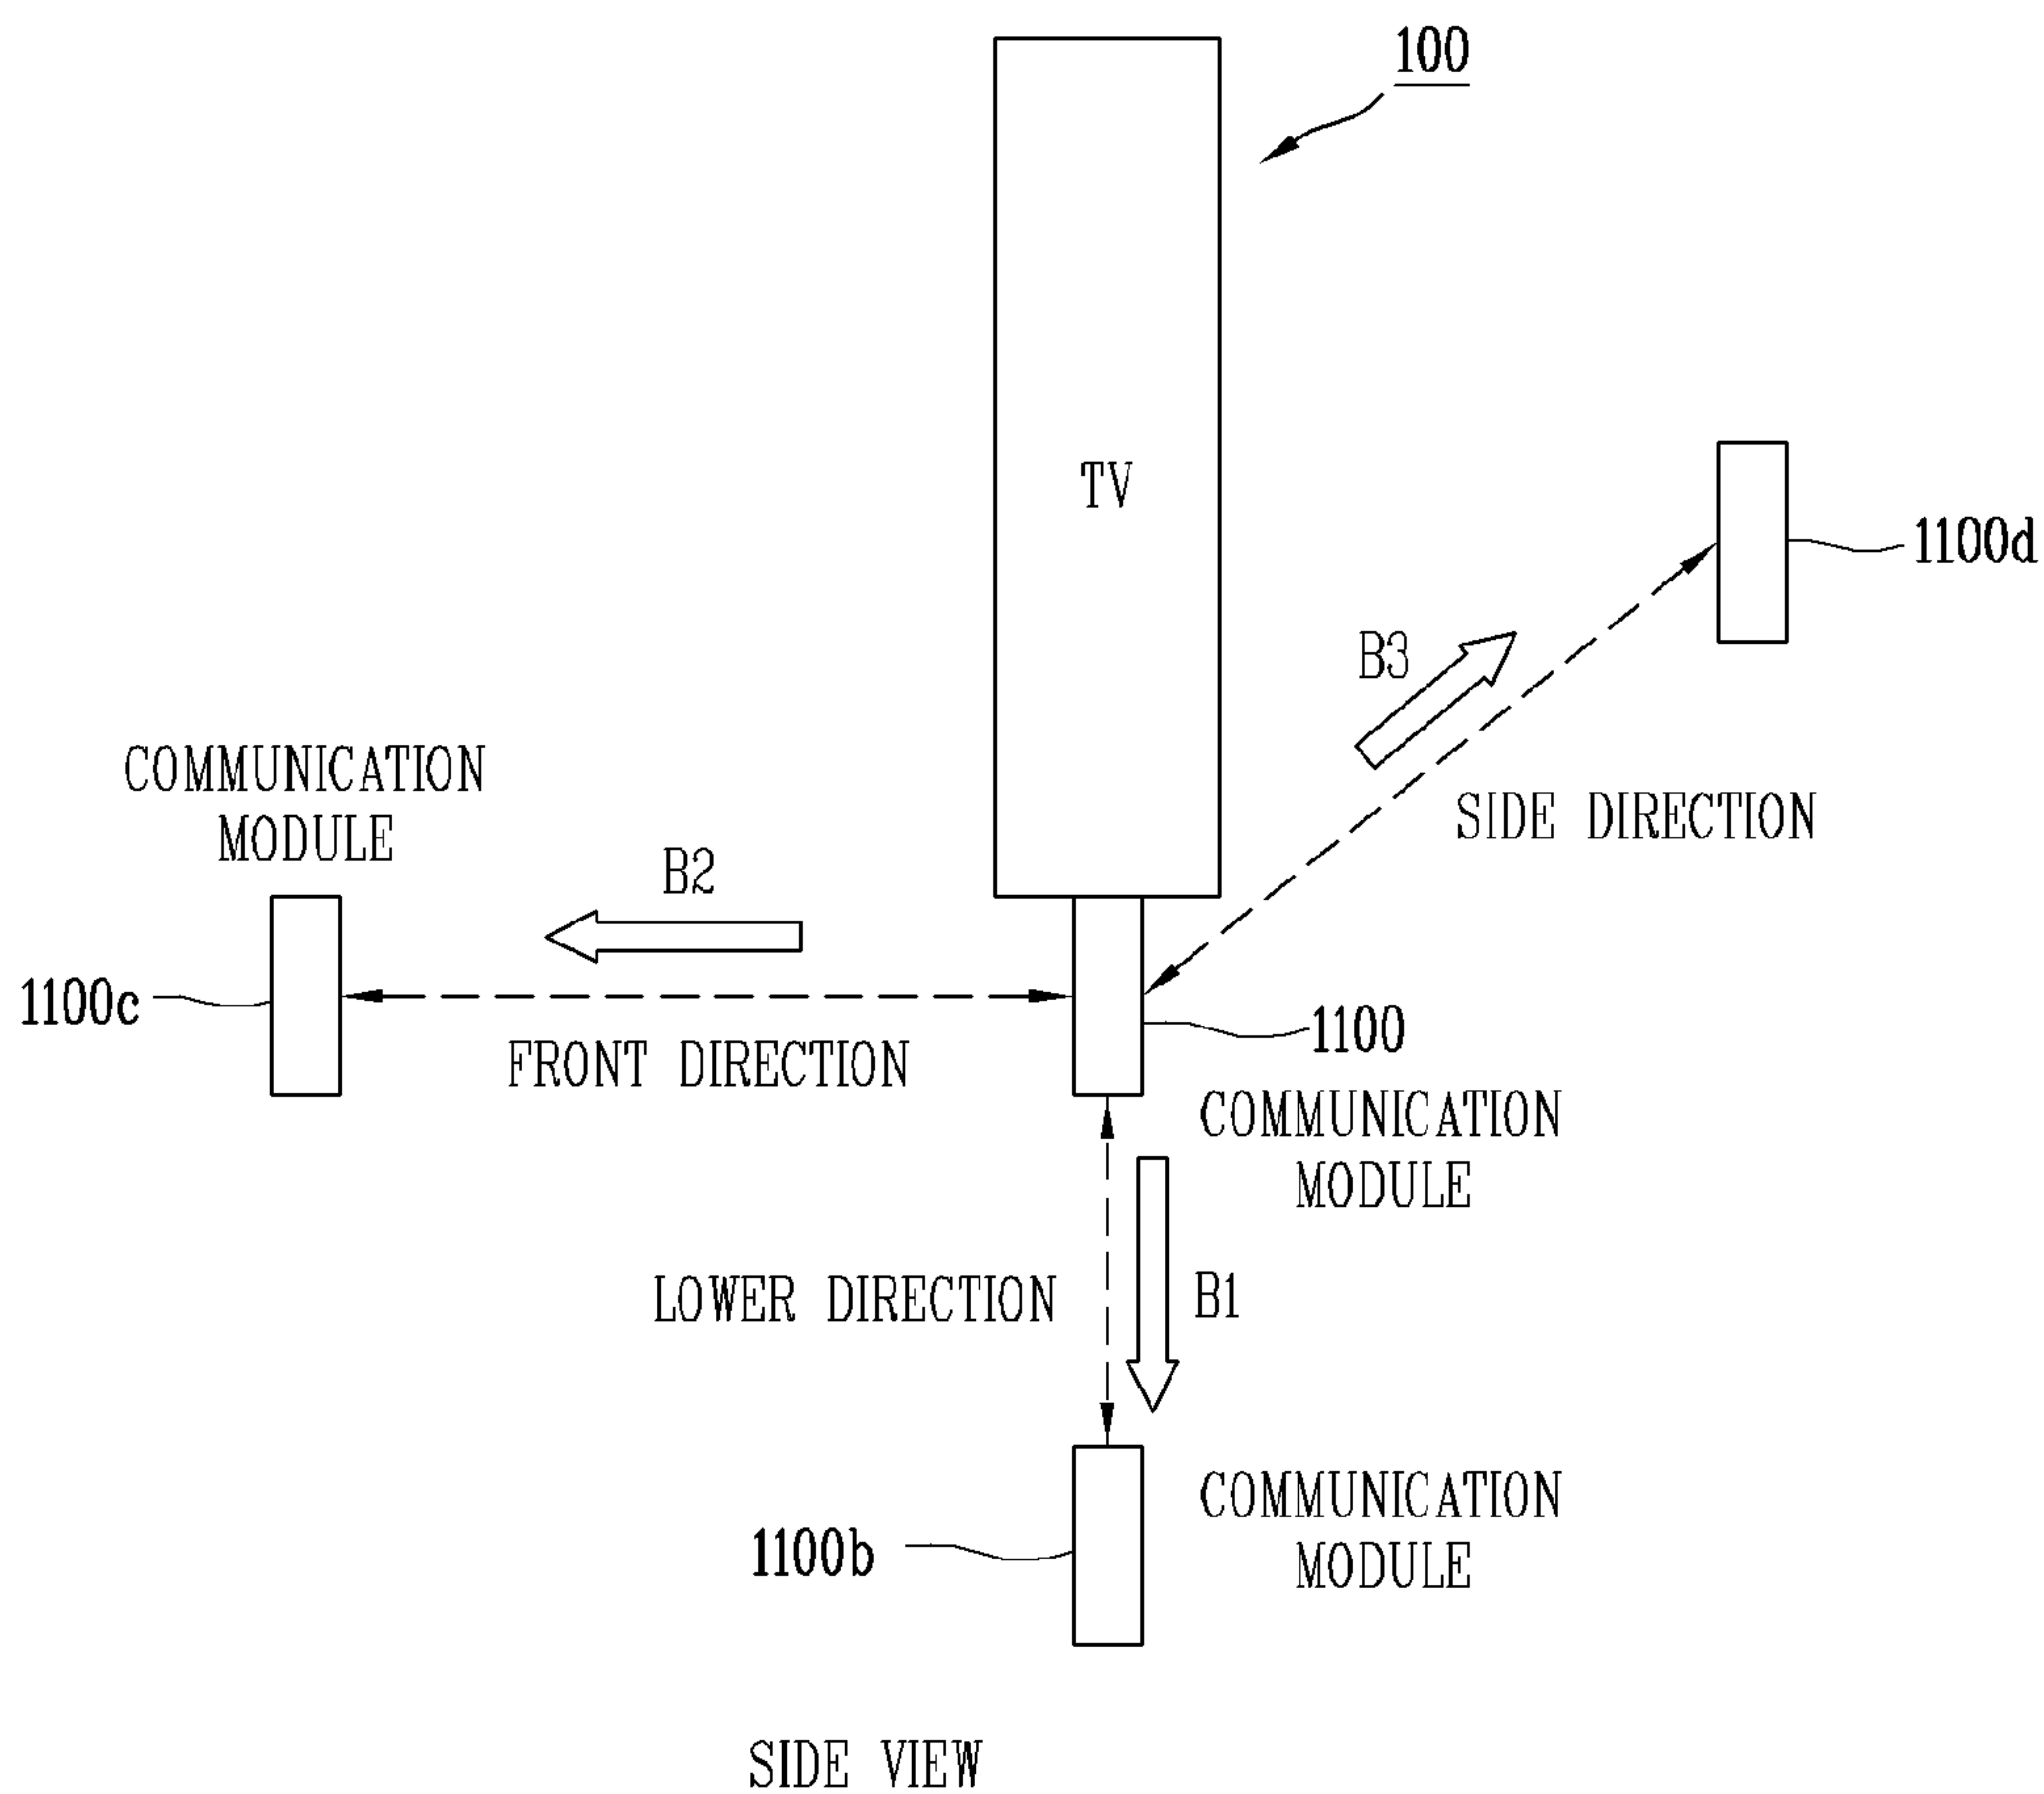 100
TV
1100d
B3
SIDE DIRECTION
COMMUNICATION
MODULE
B2
1100c
FRONT DIRECTION
1100
COMMUNICATION
MODULE
LOWER DIRECTION
B1
1100b
COMMUNICATION
MODULE
SIDE VIEW